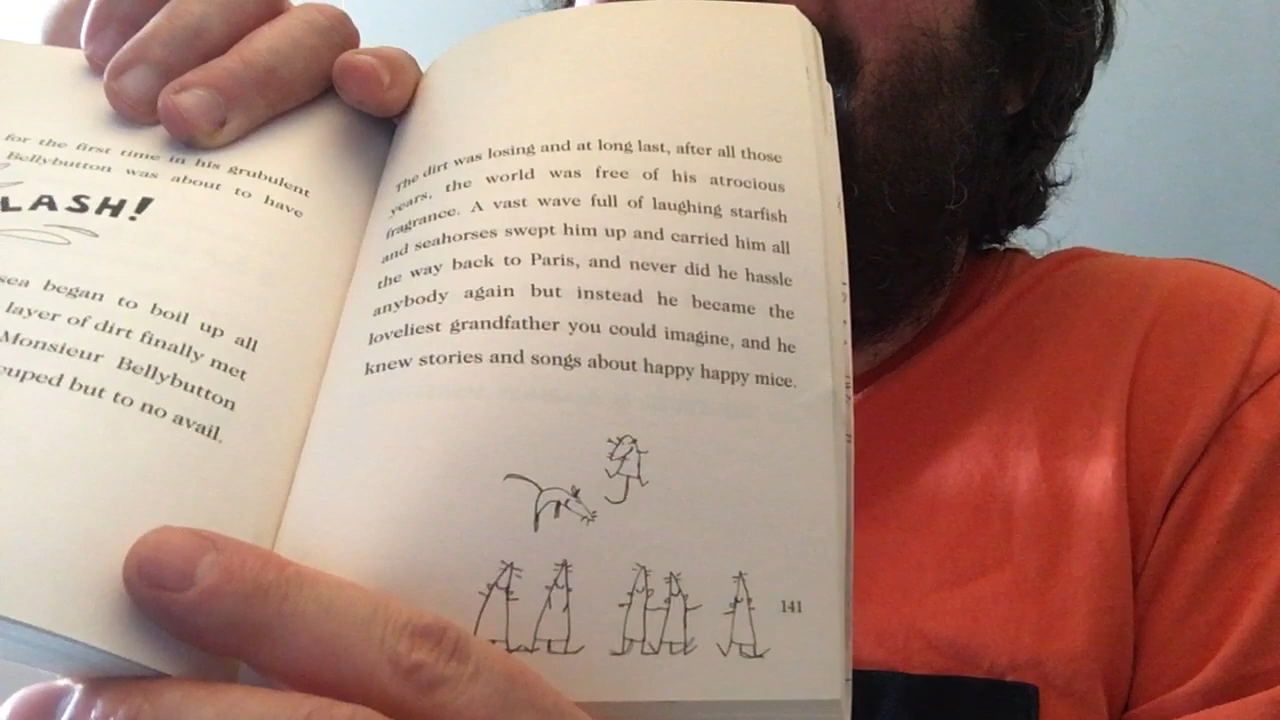 for the first time in his grubulent
Bellybutton was about to have
LASH!
sea began to boil up all
layer of dirt finally met
Monsieur Bellybutton
but to no avail.
The dirt was losing and at long last, after all those
years, the world was free of his atrocious
fragrance. A vast wave full of laughing starfish
and seahorses swept him up and carried him all
the way back to Paris, and never did he hassle
anybody again but instead he became the
loveliest grandfather you could imagine, and he
knew stories and songs about happy happy mice.
141